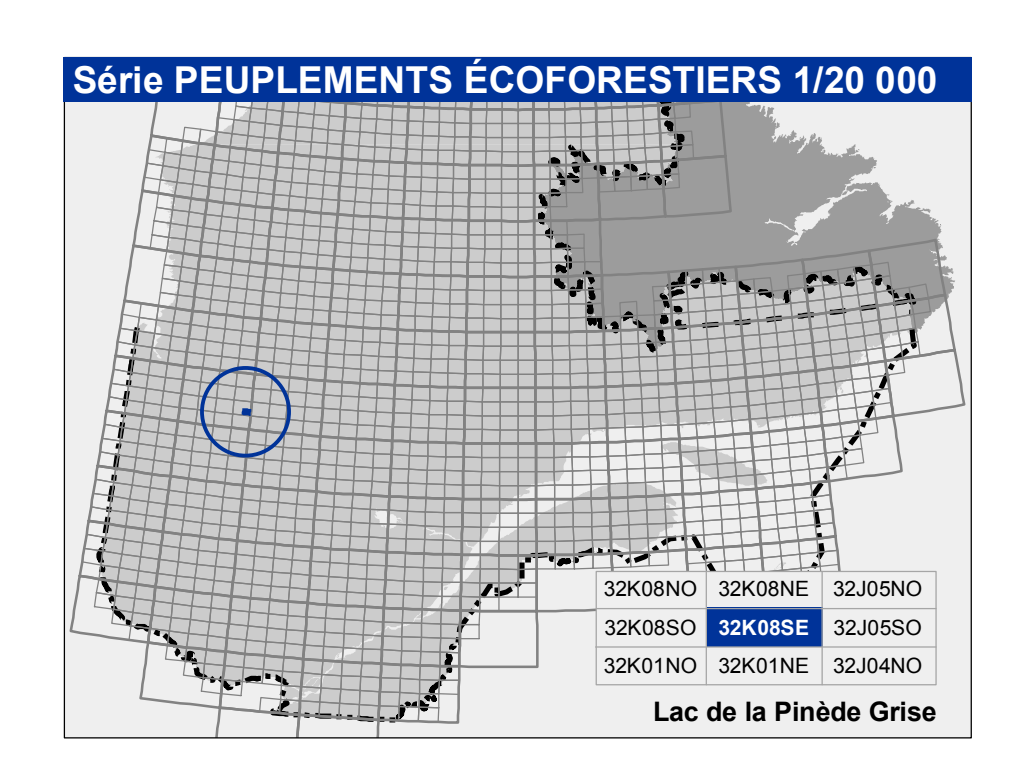 Série PEUPLEMENTS ÉCOFORESTIERS 1/20 000
32K08NO 32K08NE 32J05NO
32K08SO 32K08SE 32J05SO
32K01NO 32K01NE 32J04NO
Lac de la Pinède Grise